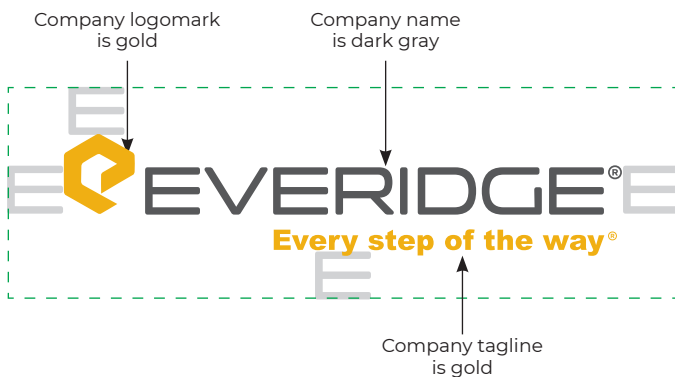 Company logomark
is gold
Company name
is dark gray
E
E EVERIDGE® E
Every step of the way®
E
Company tagline
is gold